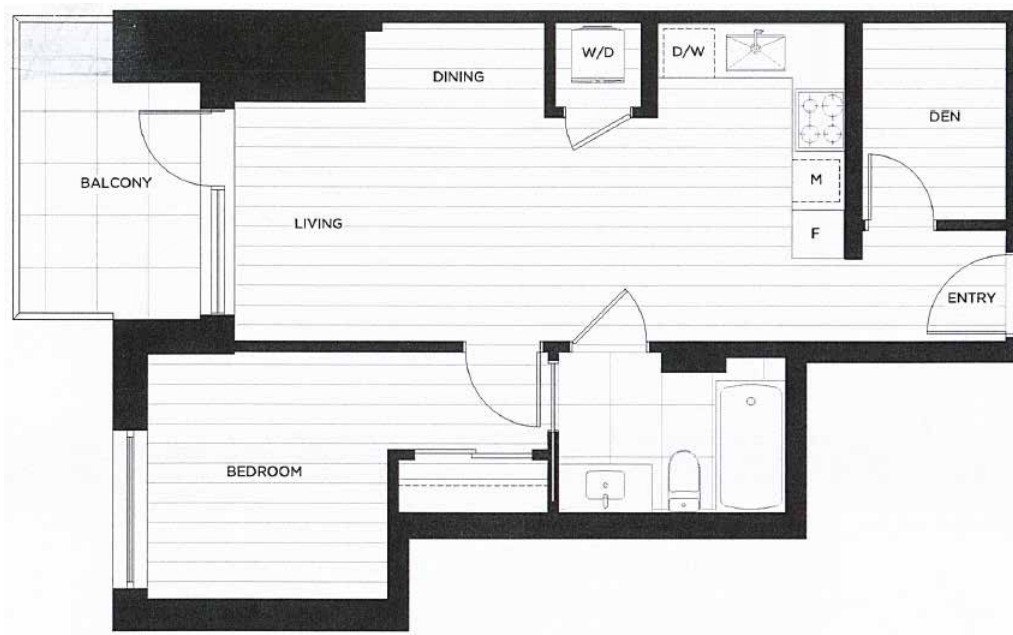 DINING
W/D
D/W
DEN
BALCONY
M
LIVING
F
ENTRY
BEDROOM